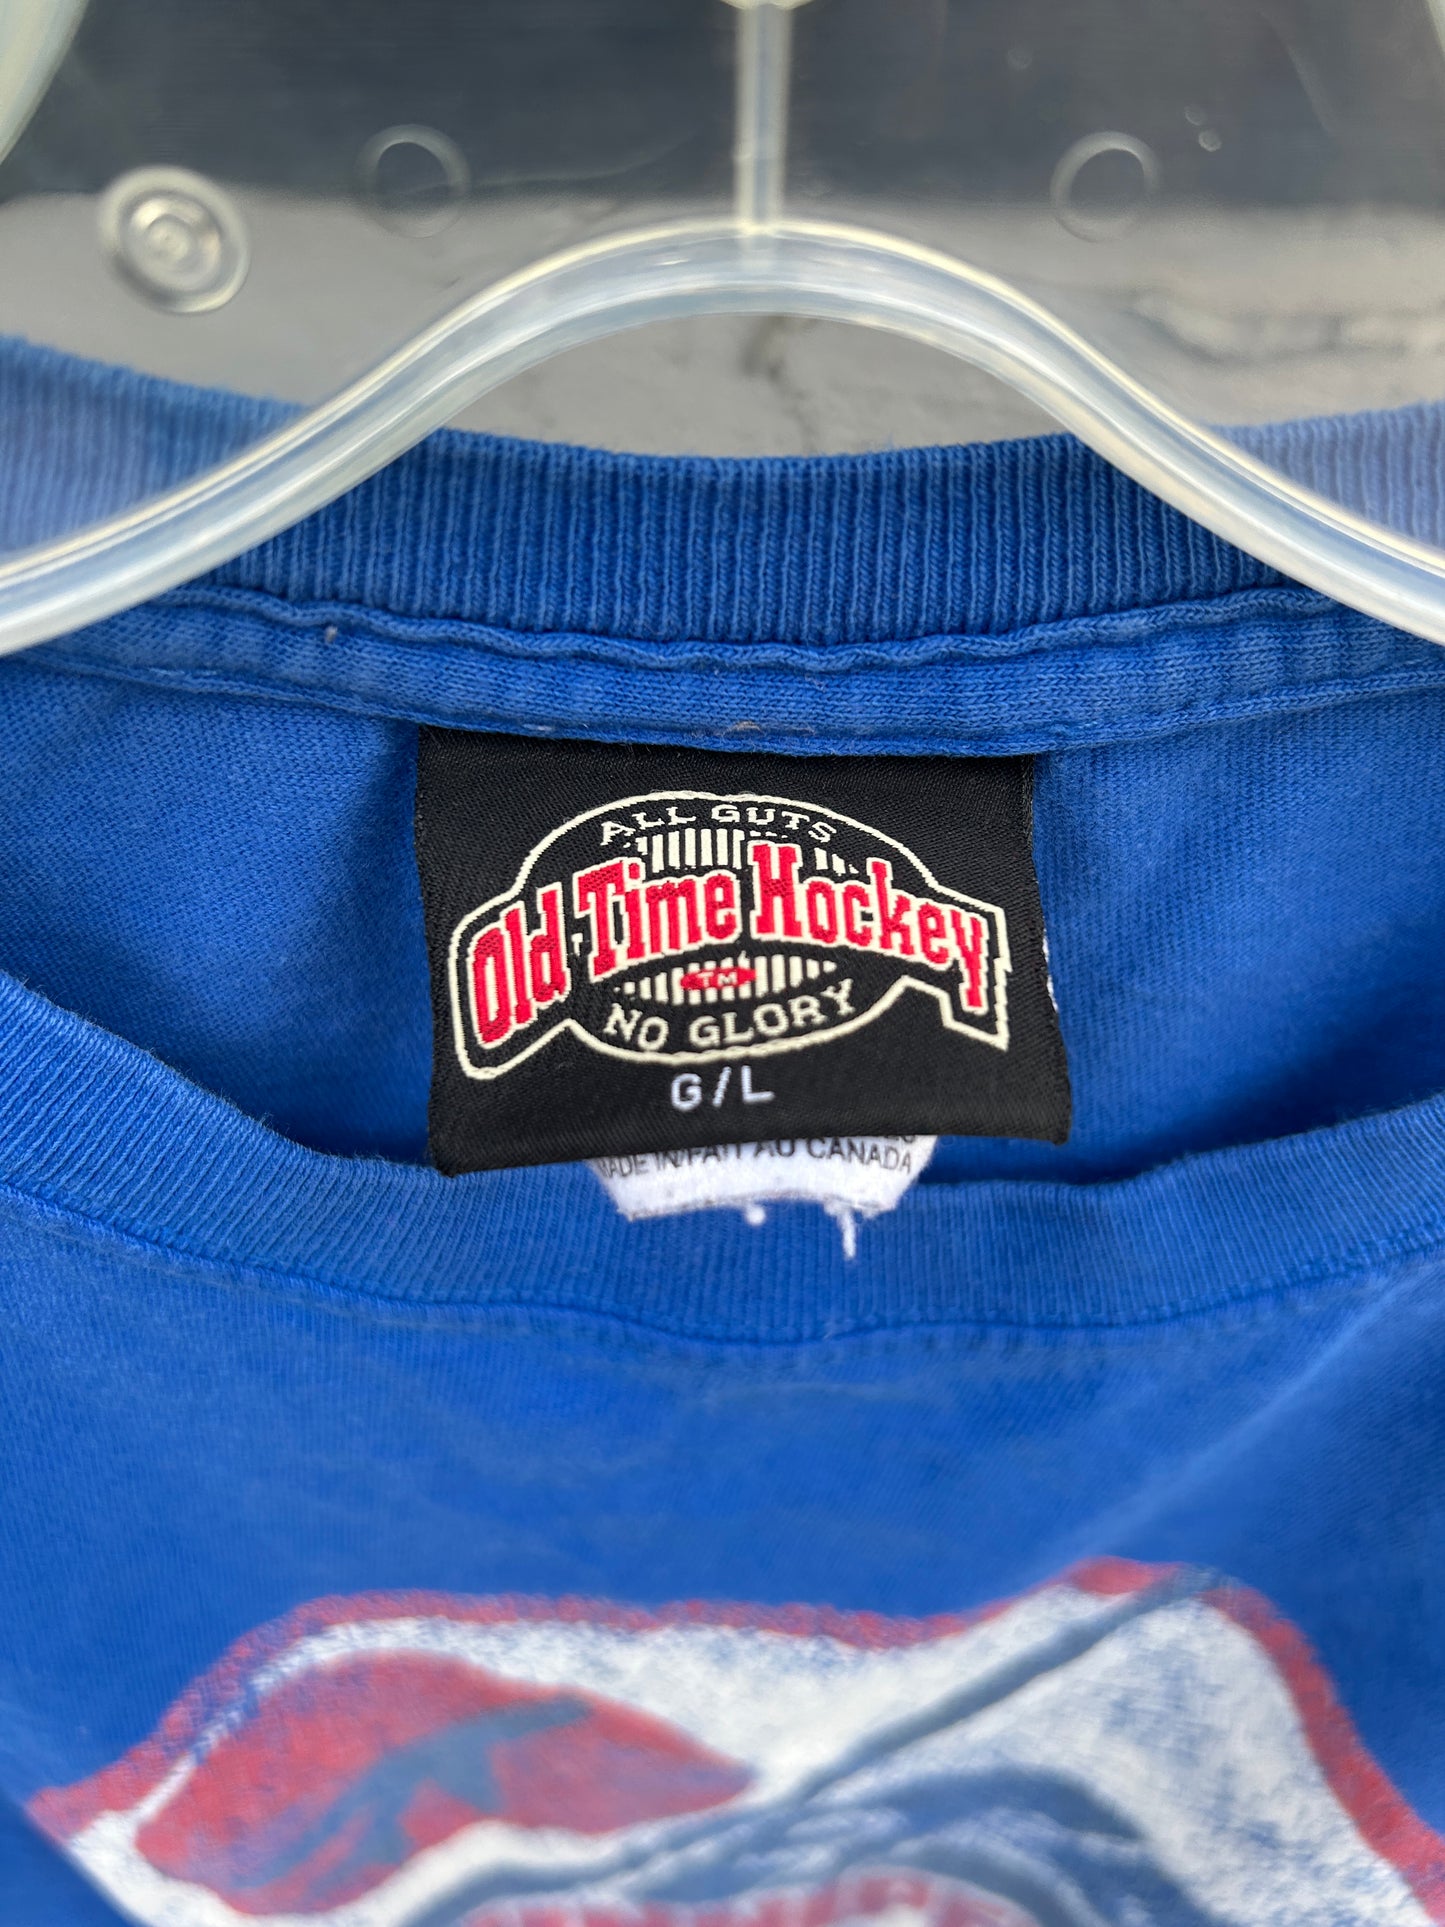 ALL GUTS
Old Time Hockey
TM
NO GLORY
G/L
MADE IN/FAIT AU CANADA